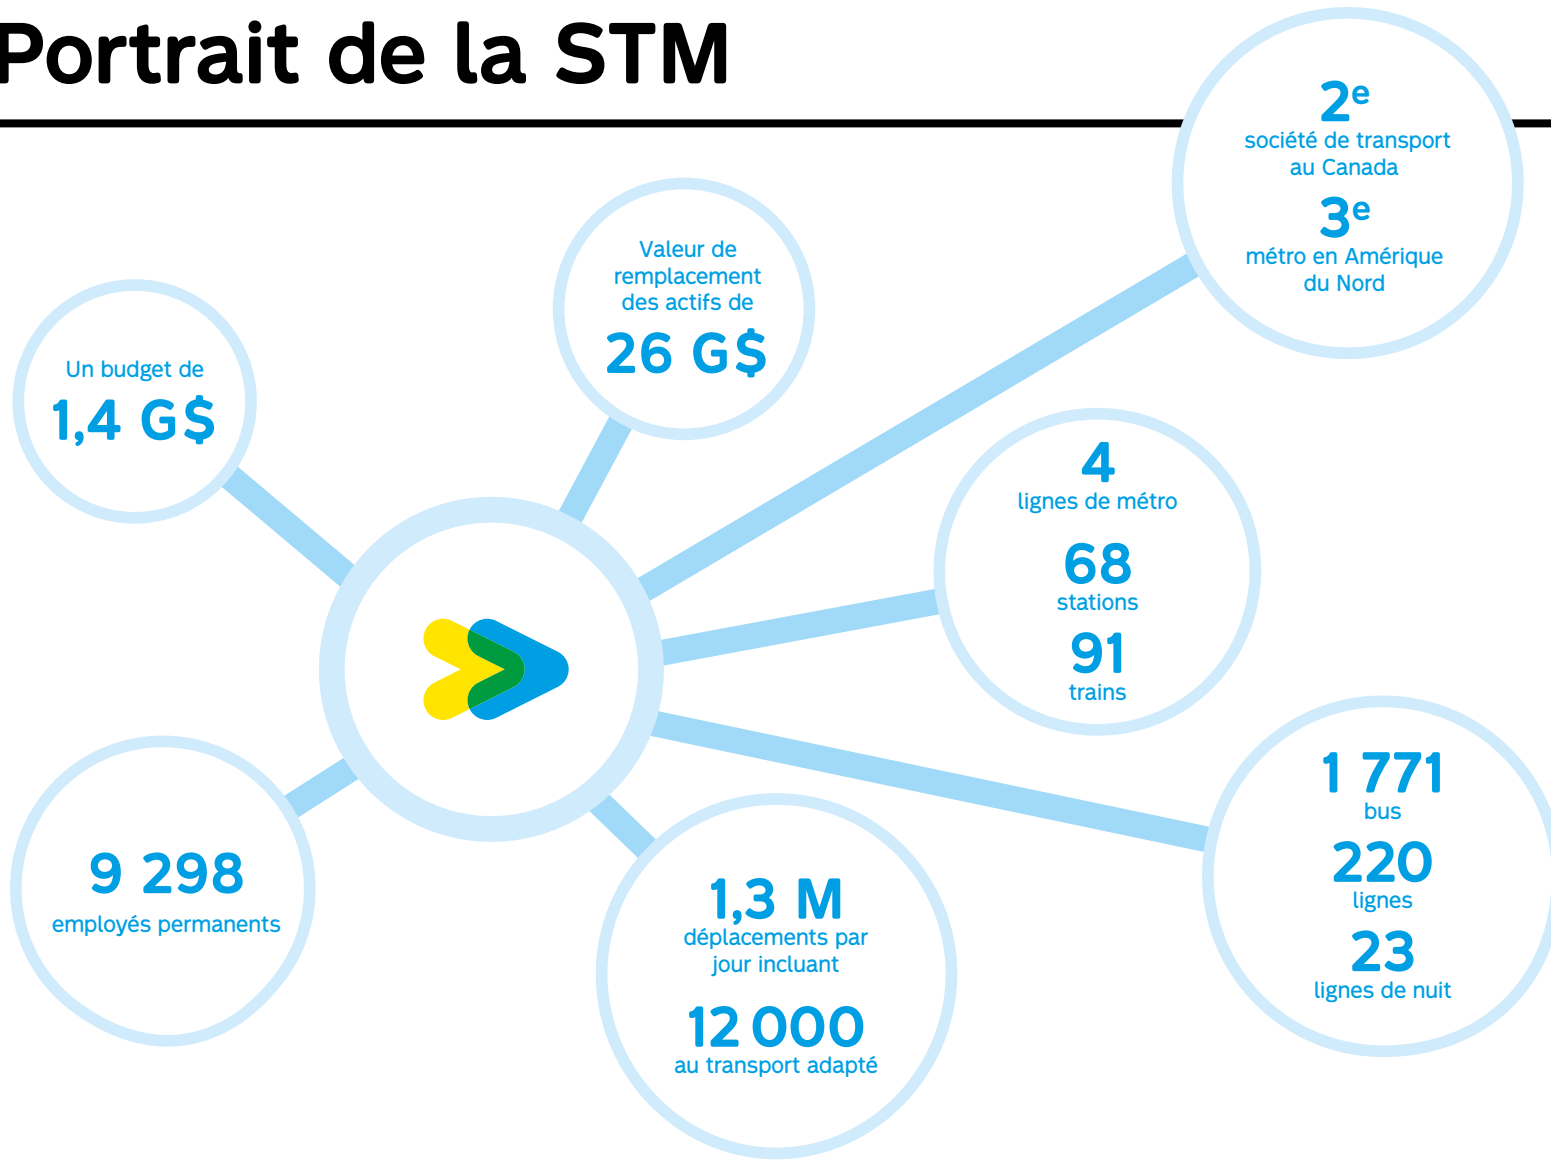 Portrait de la STM
2e
société de transport
au Canada
3e
métro en Amérique
du Nord
Valeur de
remplacement
des actifs de
26 G$
Un budget de
1,4 G$
4
lignes de métro
68
stations
91
trains
1 771
bus
220
lignes
23
lignes de nuit
9 298
employés permanents
1,3 M
déplacements par
jour incluant
12 000
au transport adapté